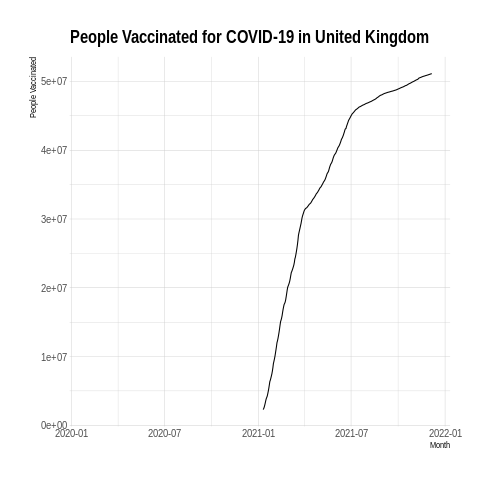 People Vaccinated for COVID-19 in United Kingdom
People Vaccinated
5e+07
4e+07
3e+07
2e+07
1e+07
0e+00
2020-01 2020-07 2021-01 2021-07 2022-01
Month